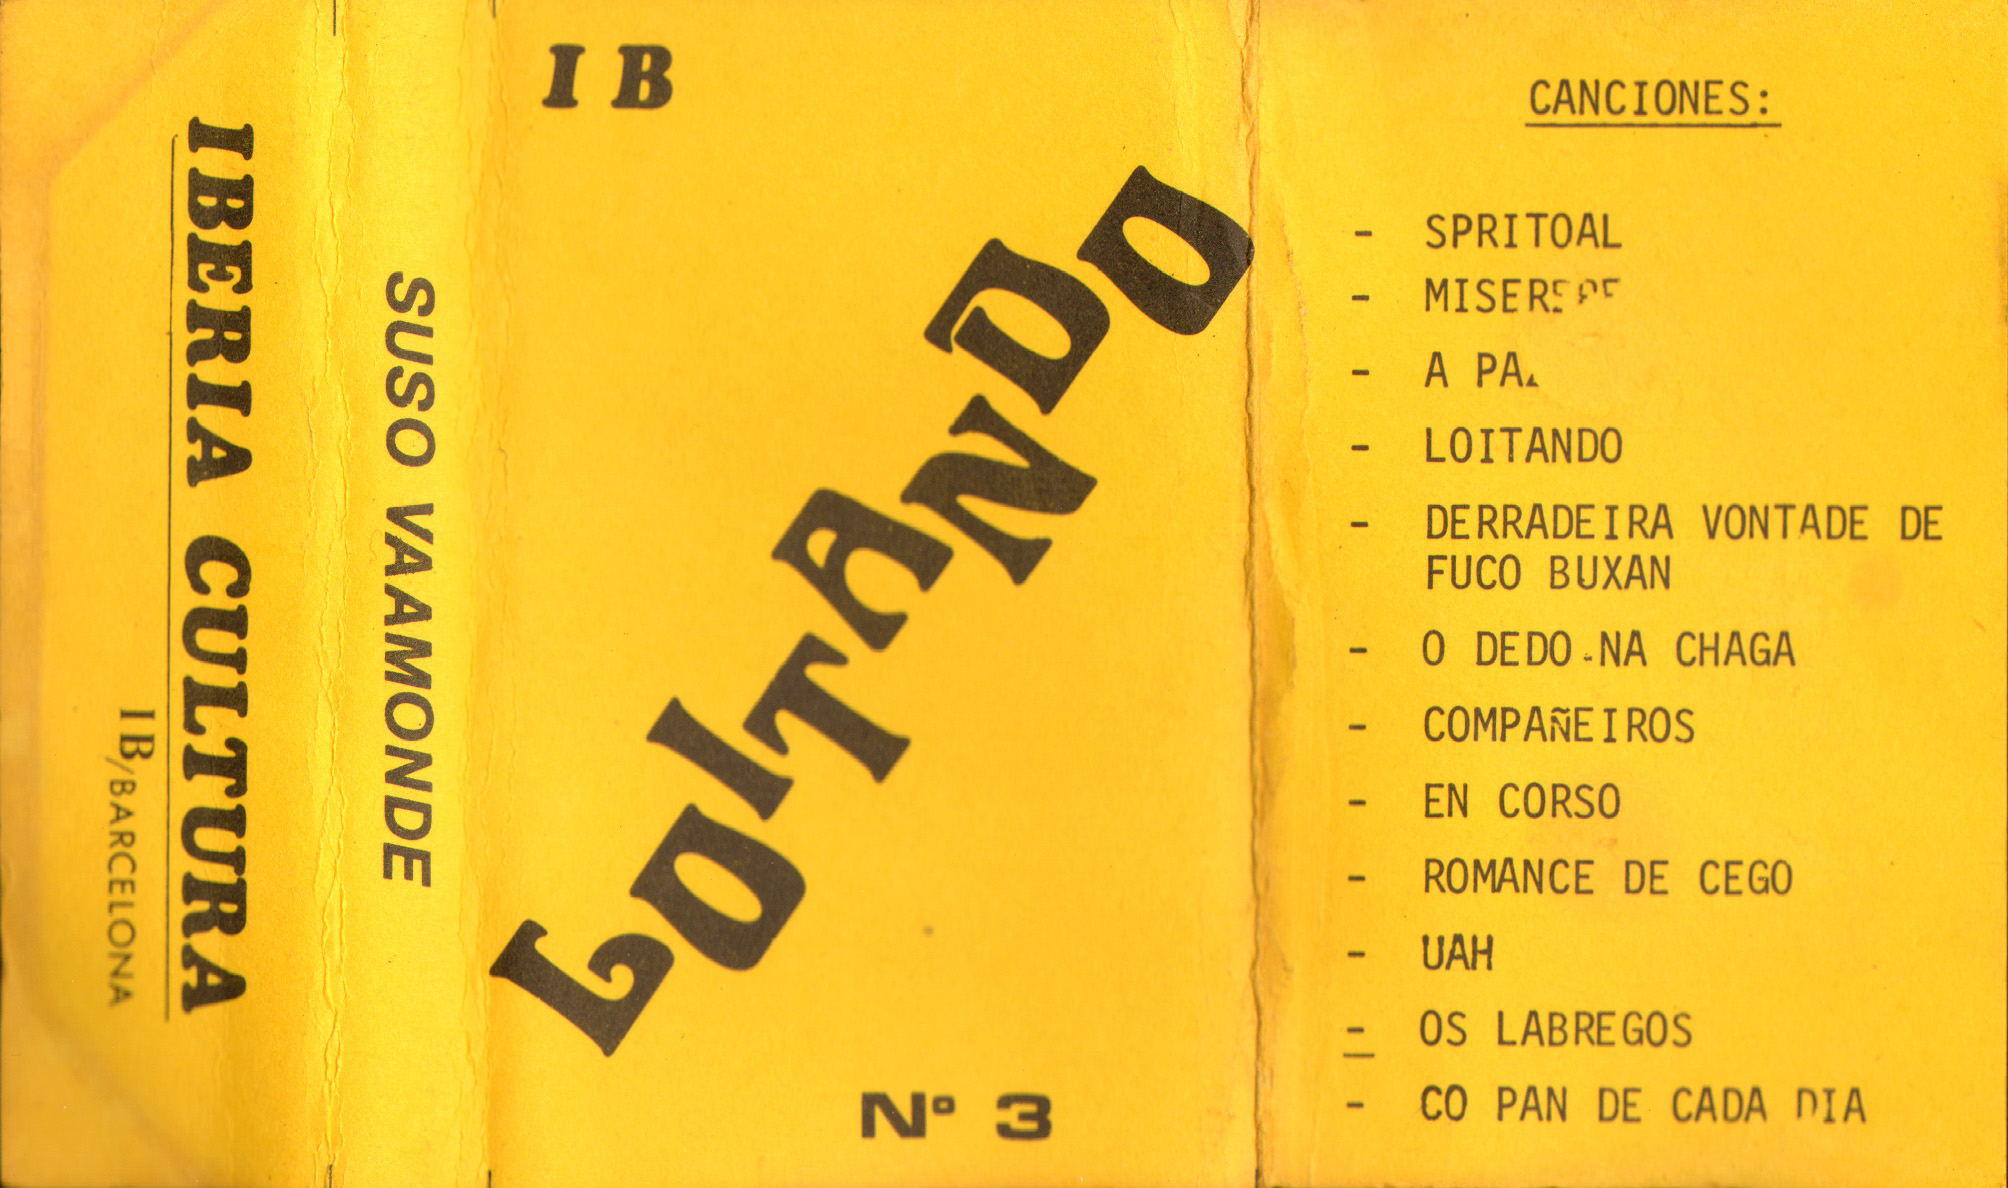 IBERIA CULTURA
IB/BARCELONA
SUSO VAAMONDE
IB
LOITANDO
Nº 3
CANCIONES:
- SPRITOAL
- MISERERE
- A
- LOITANDO
- DERRADEIRA VONTADE DE
FUCO BUXAN
- O DEDO NA CHAGA
- COMPAÑEIROS
- EN CORSO
- ROMANCE DE CEGO
- UAH
- OS LABREGOS
- CO PAN DE CADA DIA